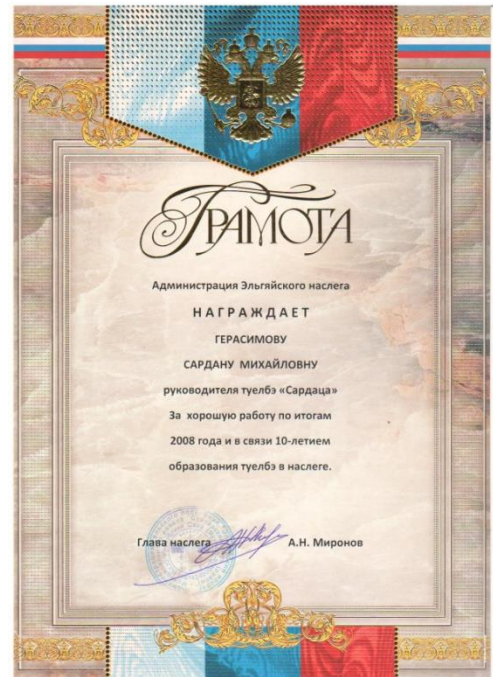 ГРАМОТА
Администрация Эльгяйского наслега
НАГРАЖДАЕТ
ГЕРАСИМОВУ
САРДАНУ МИХАЙЛОВНУ
руководителя туелбэ «Сардаца»
За хорошую работу по итогам
2008 года и в связи 10-летием
образования туелбэ в наслеге.
Глава наслега А.Н. Миронов